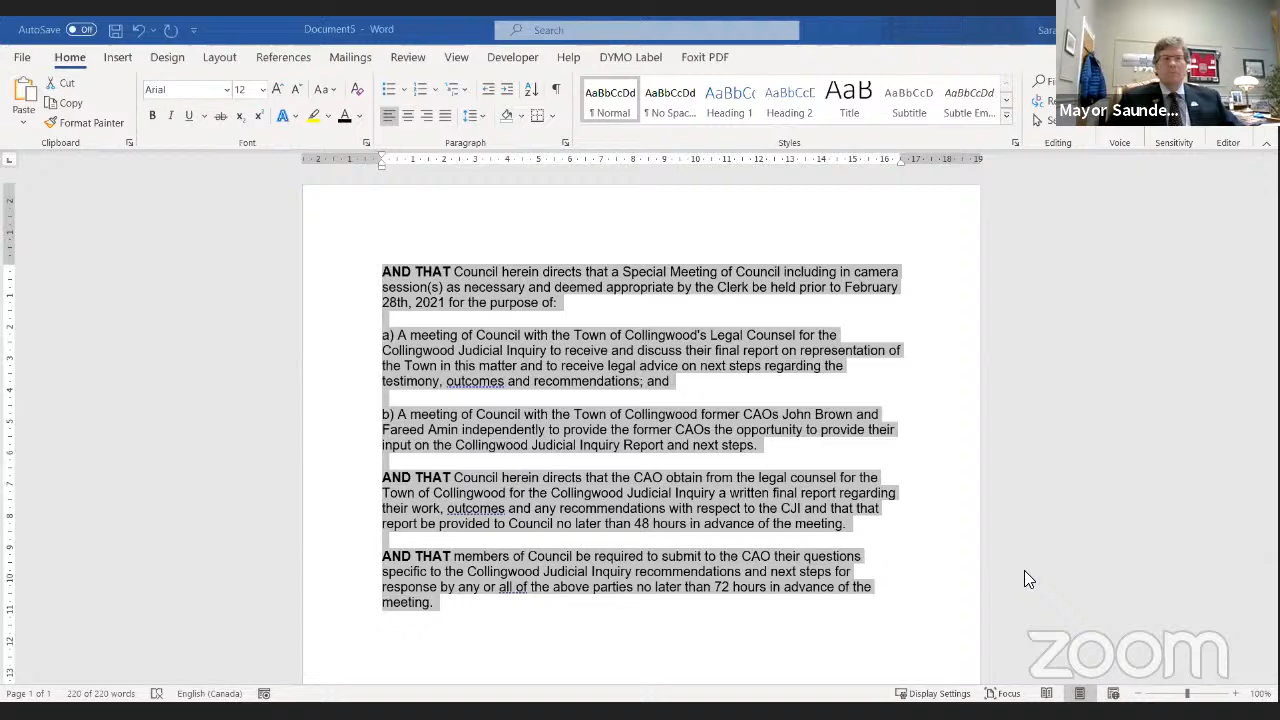 AutoSave Off Document5 - Word Search Sara
File Home Insert Design Layout References Mailings Review View Developer Help DYMO Label Foxit PDF
Cut
Copy
Format Painter
Paste
Arial 12
Clipboard Font Paragraph Styles Editing Voice Sensitivity Editor
AaBbCcDd AaBbCcDd AaBbCc AaBbCcC AaB AaBbCcD AaBbCcDd
¶ Normal ¶ No Spac... Heading 1 Heading 2 Title Subtitle Subtle Em...
Mayor Saunde...
AND THAT Council herein directs that a Special Meeting of Council including in camera
session(s) as necessary and deemed appropriate by the Clerk be held prior to February
28th, 2021 for the purpose of:
a) A meeting of Council with the Town of Collingwood's Legal Counsel for the
Collingwood Judicial Inquiry to receive and discuss their final report on representation of
the Town in this matter and to receive legal advice on next steps regarding the
testimony, outcomes and recommendations; and
b) A meeting of Council with the Town of Collingwood former CAOs John Brown and
Fareed Amin independently to provide the former CAOs the opportunity to provide their
input on the Collingwood Judicial Inquiry Report and next steps.
AND THAT Council herein directs that the CAO obtain from the legal counsel for the
Town of Collingwood for the Collingwood Judicial Inquiry a written final report regarding
their work, outcomes and any recommendations with respect to the CJI and that that
report be provided to Council no later than 48 hours in advance of the meeting.
AND THAT members of Council be required to submit to the CAO their questions
specific to the Collingwood Judicial Inquiry recommendations and next steps for
response by any or all of the above parties no later than 72 hours in advance of the
meeting.
zoom
Page 1 of 1 220 of 220 words English (Canada) Display Settings Focus 100%